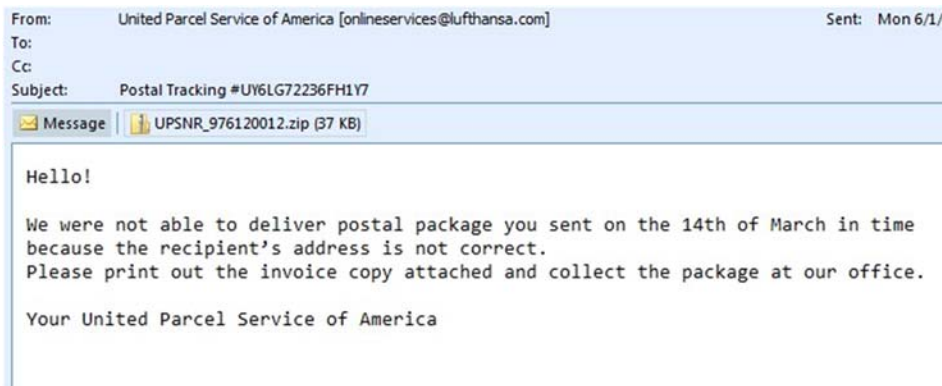 From: United Parcel Service of America [onlineservices@lufthansa.com] Sent: Mon 6/1/
To:
Cc:
Subject: Postal Tracking #UY6LG72236FH1Y7
Message UPSNR_976120012.zip (37 KB)
Hello!
We were not able to deliver postal package you sent on the 14th of March in time
because the recipient’s address is not correct.
Please print out the invoice copy attached and collect the package at our office.
Your United Parcel Service of America